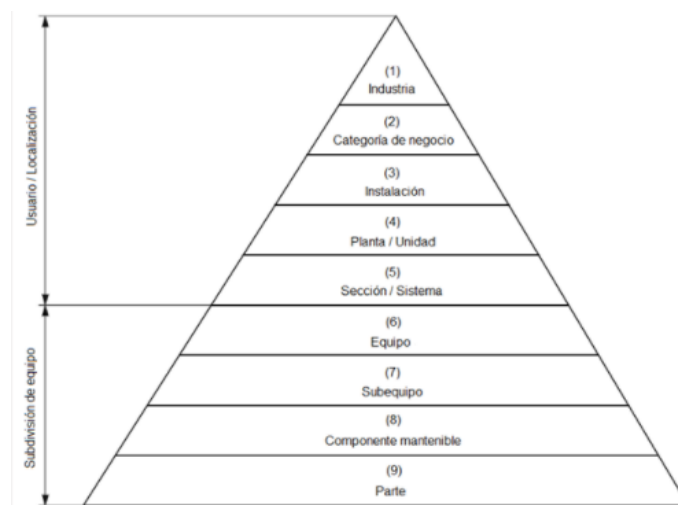 (1)
Industria
(2)
Categoría de negocio
(3)
Instalación
(4)
Planta / Unidad
(5)
Sección / Sistema
(6)
Equipo
(7)
Subequipo
(8)
Componente mantenible
(9)
Parte
Usuario / Localización
Subdivisión de equipo